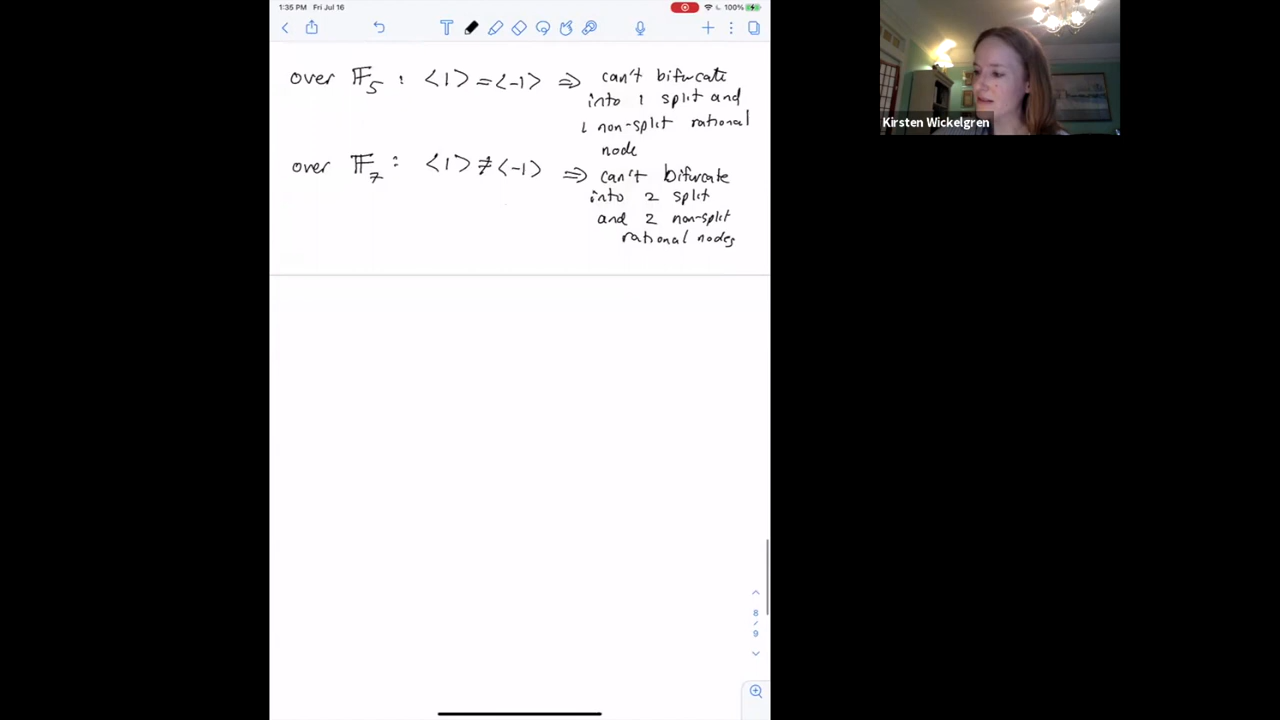 1:35 PM Fri Jul 16
100%
T
over 𝔽₅ : <1> = <-1> ⇒ can't bifurcate
into 1 split and
1 non-split rational
node
over 𝔽₇ : <1> ≠ <-1> ⇒ can't bifurcate
into 2 split
and 2 non-split
rational nodes
8
/
9
Kirsten Wickelgren